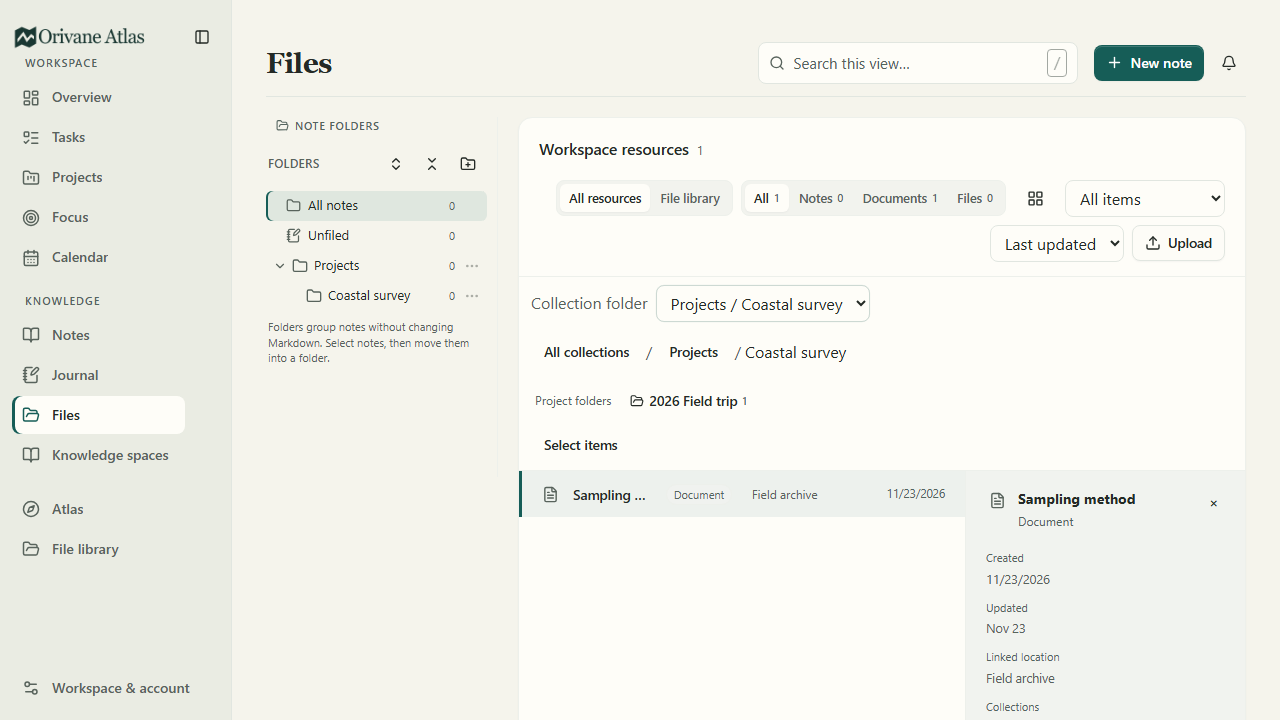 Orivane Atlas
WORKSPACE
Overview
Tasks
Projects
Focus
Calendar
KNOWLEDGE
Notes
Journal
Files
Knowledge spaces
Atlas
File library
Workspace & account
Files
Search this view...
/
New note
NOTE FOLDERS
FOLDERS
All notes 0
Unfiled 0
Projects 0
Coastal survey 0
Folders group notes without changing
Markdown. Select notes, then move them
into a folder.
Workspace resources 1
All resources File library All 1 Notes 0 Documents 1 Files 0 All items
Last updated Upload
Collection folder Projects / Coastal survey
All collections / Projects / Coastal survey
Project folders 2026 Field trip 1
Select items
Sampling ... Document Field archive 11/23/2026
Sampling method
Document
Created
11/23/2026
Updated
Nov 23
Linked location
Field archive
Collections